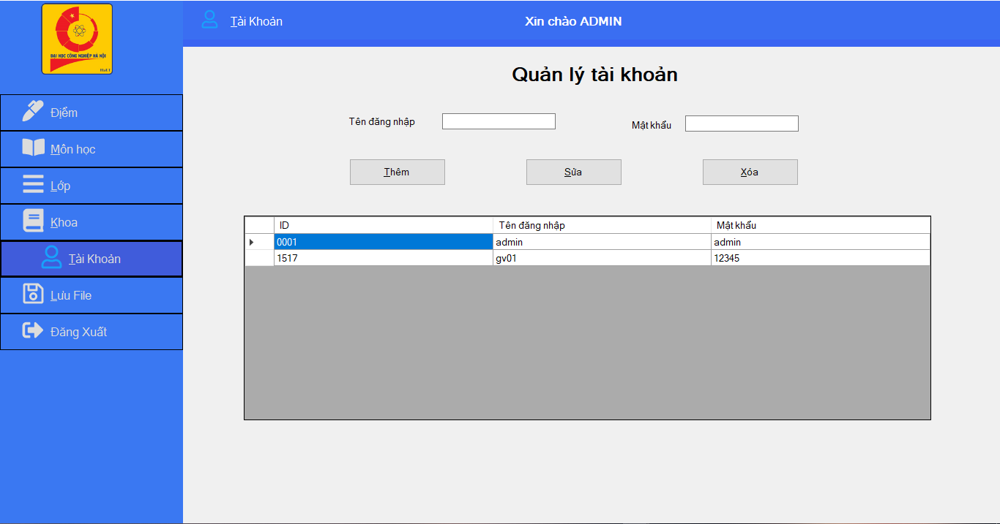 ĐẠI HỌC CÔNG NGHIỆP HÀ NỘI
Tài Khoản
Xin chào ADMIN
Điểm
Môn học
Lớp
Khoa
Tài Khoản
Lưu File
Đăng Xuất
Quản lý tài khoản
Tên đăng nhập
Mật khẩu
Thêm
Sửa
Xóa
ID Tên đăng nhập Mật khẩu
0001 admin admin
1517 gv01 12345